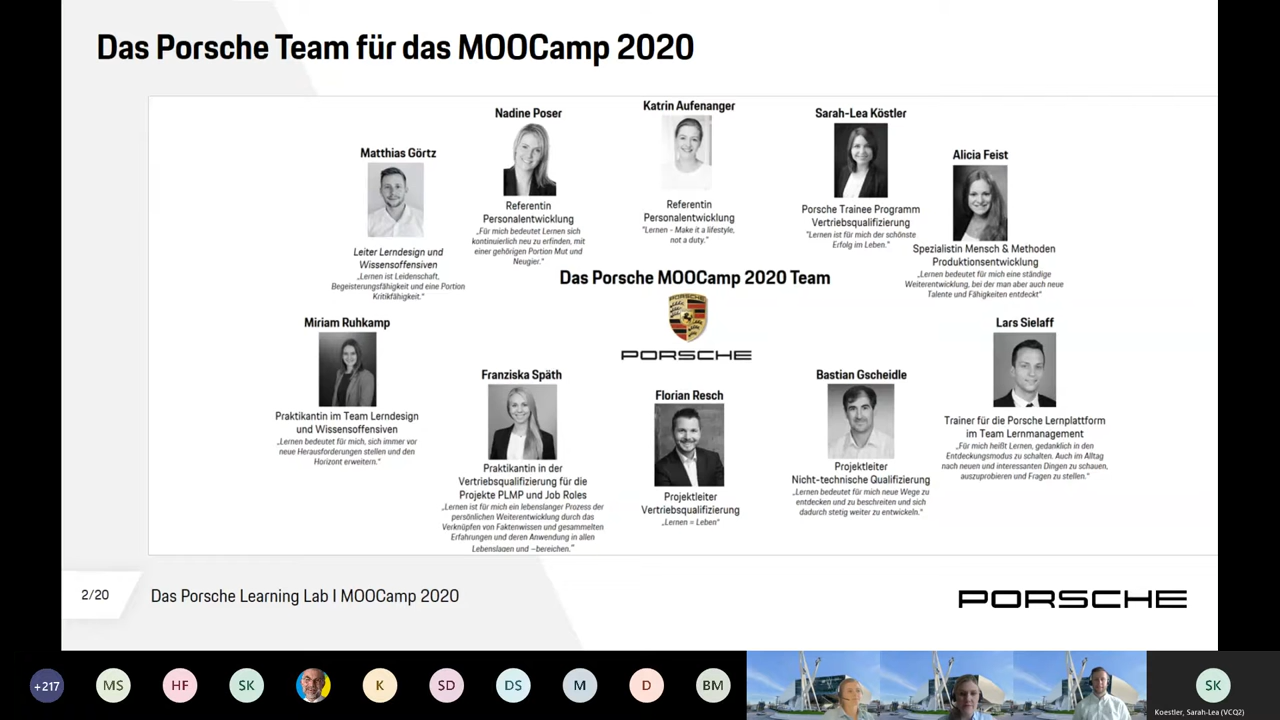 Das Porsche Team für das MOOCamp 2020
Nadine Poser
Referentin
Personalentwicklung
„Für mich bedeutet Lernen sich
kontinuierlich neu zu erfinden, mit
einer gehörigen Portion Mut und
Neugier.“
Katrin Aufenanger
Referentin
Personalentwicklung
"Lernen - Make it a lifestyle,
not a duty."
Sarah-Lea Köstler
Porsche Trainee Programm
Vertriebsqualifizierung
"Lernen ist für mich der schönste
Erfolg im Leben."
Matthias Görtz
Leiter Lerndesign und
Wissensoffensiven
„Lernen ist Leidenschaft,
Begeisterungsfähigkeit und eine Portion
Kritikfähigkeit.“
Alicia Feist
Spezialistin Mensch & Methoden
Produktionsentwicklung
„Lernen bedeutet für mich eine ständige
Weiterentwicklung, bei der man aber auch neue
Talente und Fähigkeiten entdeckt“
Das Porsche MOOCamp 2020 Team
PORSCHE
PORSCHE
Miriam Ruhkamp
Praktikantin im Team Lerndesign
und Wissensoffensiven
„Lernen bedeutet für mich, sich immer vor
neue Herausforderungen stellen und den
Horizont erweitern.“
Franziska Späth
Praktikantin in der
Vertriebsqualifizierung für die
Projekte PLMP und Job Roles
„Lernen ist für mich ein lebenslanger Prozess der
persönlichen Weiterentwicklung durch das
Verknüpfen von Faktenwissen und gesammelten
Erfahrungen und deren Anwendung in allen
Lebenslagen und –bereichen.“
Florian Resch
Projektleiter
Vertriebsqualifizierung
„Lernen = Leben“
Bastian Gscheidle
Projektleiter
Nicht-technische Qualifizierung
„Lernen bedeutet für mich neue Wege zu
entdecken und zu beschreiten und sich
dadurch stetig weiter zu entwickeln.“
Lars Sielaff
Trainer für die Porsche Lernplattform
im Team Lernmanagement
„Für mich heißt Lernen, gedanklich in den
Entdeckungsmodus zu schalten. Auch im Alltag
nach neuen und interessanten Dingen zu schauen,
auszuprobieren und Fragen zu stellen.“
2/20
Das Porsche Learning Lab I MOOCamp 2020
PORSCHE
+217
MS
HF
SK
K
SD
DS
M
D
BM
SK
Koestler, Sarah-Lea (VCQ2)